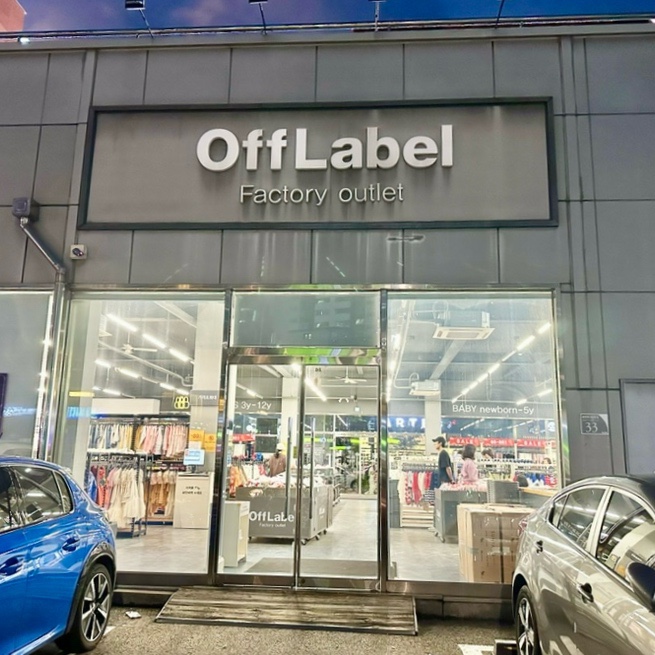 OffLabel
Factory outlet
S 3y-12y
BABY newborn-5y
OffLabel
Factory outlet
33